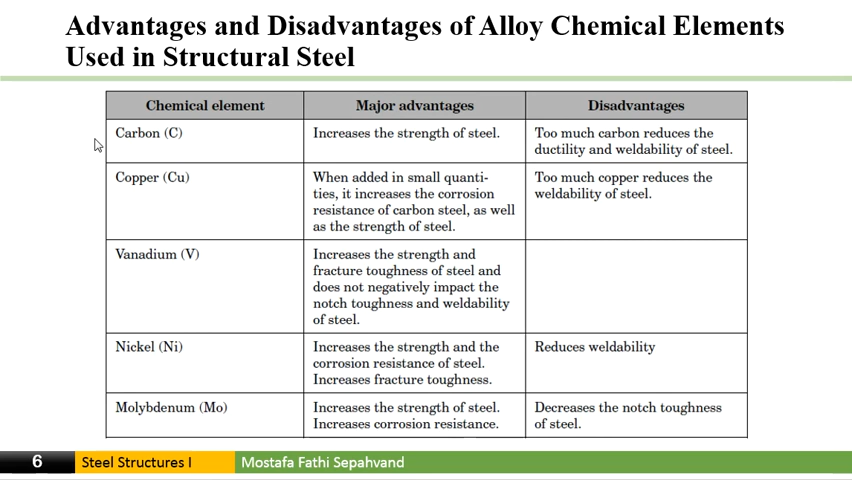 Advantages and Disadvantages of Alloy Chemical Elements
Used in Structural Steel
Chemical element
Major advantages
Disadvantages
Carbon (C)
Increases the strength of steel.
Too much carbon reduces the
ductility and weldability of steel.
Copper (Cu)
When added in small quanti-
ties, it increases the corrosion
resistance of carbon steel, as well
as the strength of steel.
Too much copper reduces the
weldability of steel.
Vanadium (V)
Increases the strength and
fracture toughness of steel and
does not negatively impact the
notch toughness and weldability
of steel.
Nickel (Ni)
Increases the strength and the
corrosion resistance of steel.
Increases fracture toughness.
Reduces weldability
Molybdenum (Mo)
Increases the strength of steel.
Increases corrosion resistance.
Decreases the notch toughness
of steel.
6
Steel Structures I
Mostafa Fathi Sepahvand